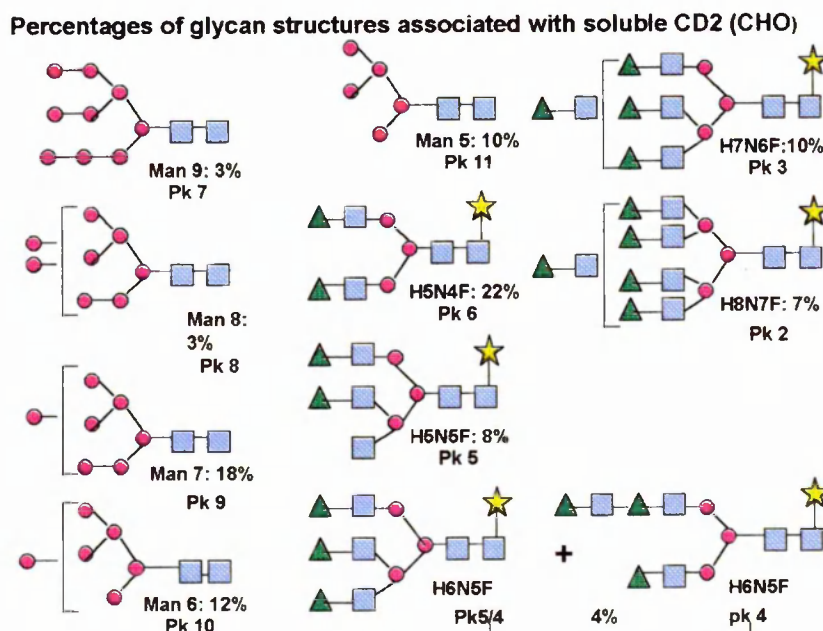 Percentages of glycan structures associated with soluble CD2 (CHO)
Man 9: 3%
Pk 7
Man 5: 10%
Pk 11
H7N6F:10%
Pk 3
Man 8:
3%
Pk 8
H5N4F: 22%
Pk 6
H8N7F: 7%
Pk 2
Man 7: 18%
Pk 9
H5N5F: 8%
Pk 5
Man 6: 12%
Pk 10
H6N5F
Pk5/4
+
4%
H6N5F
pk 4